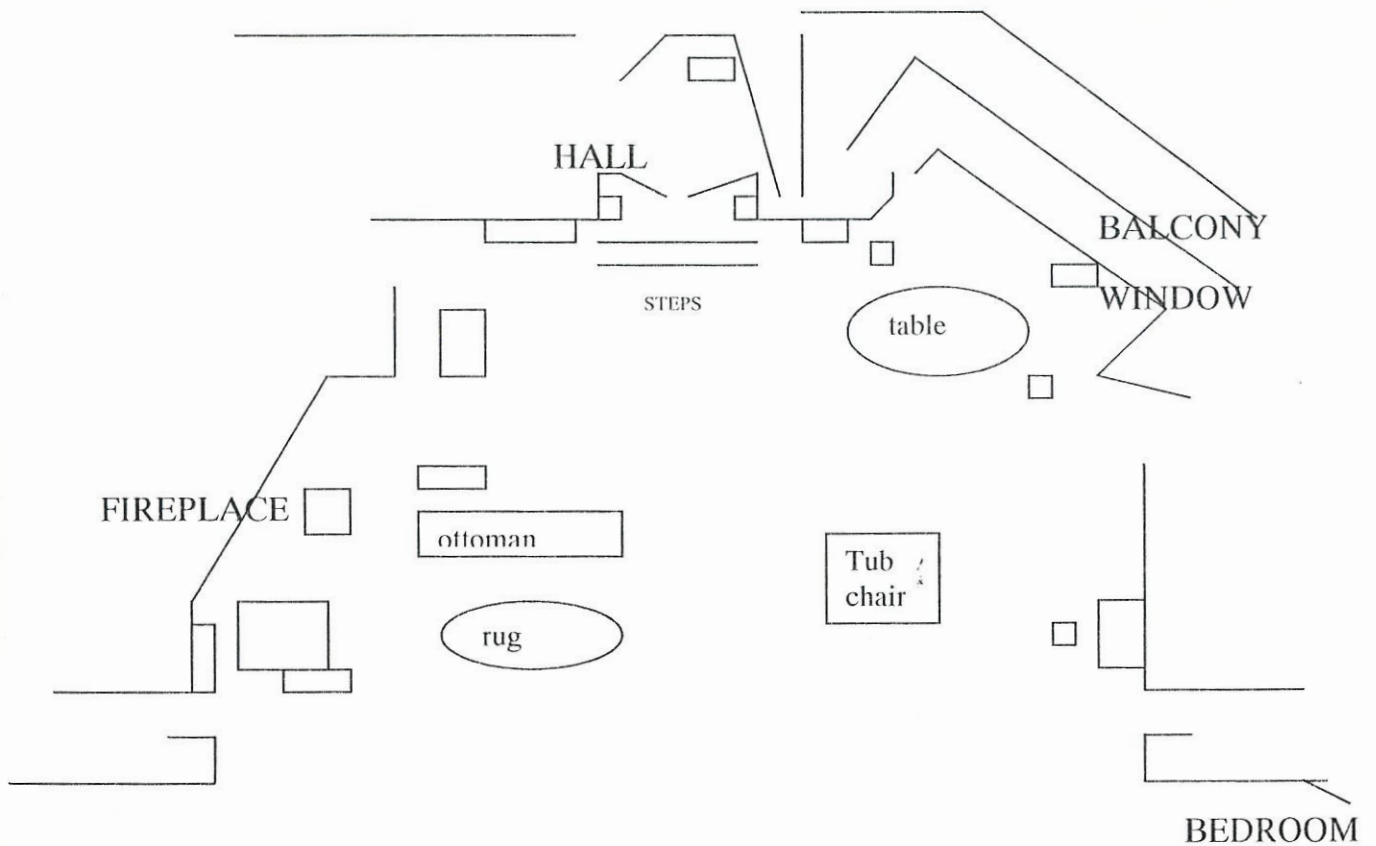 HALL
BALCONY
WINDOW
STEPS
table
FIREPLACE
ottoman
Tub
chair
rug
BEDROOM